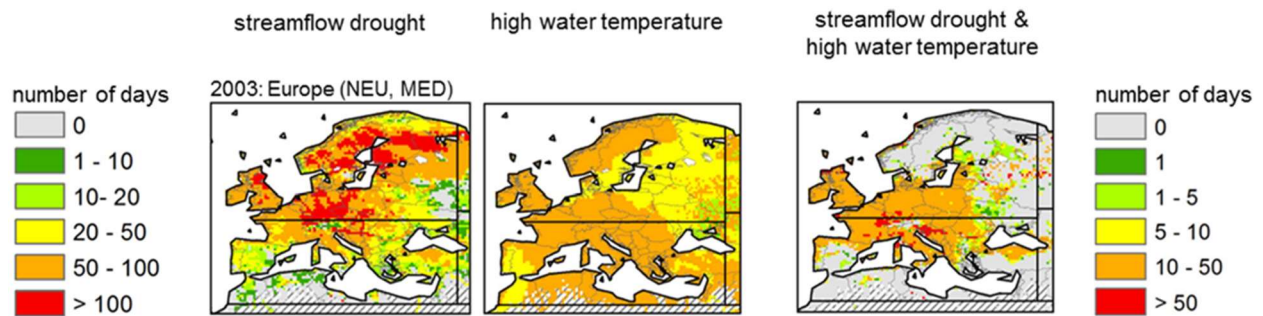 streamflow drought
high water temperature
streamflow drought &
high water temperature
number of days
0
1 - 10
10- 20
20 - 50
50 - 100
> 100
2003: Europe (NEU, MED)
number of days
0
1
1 - 5
5 - 10
10 - 50
> 50